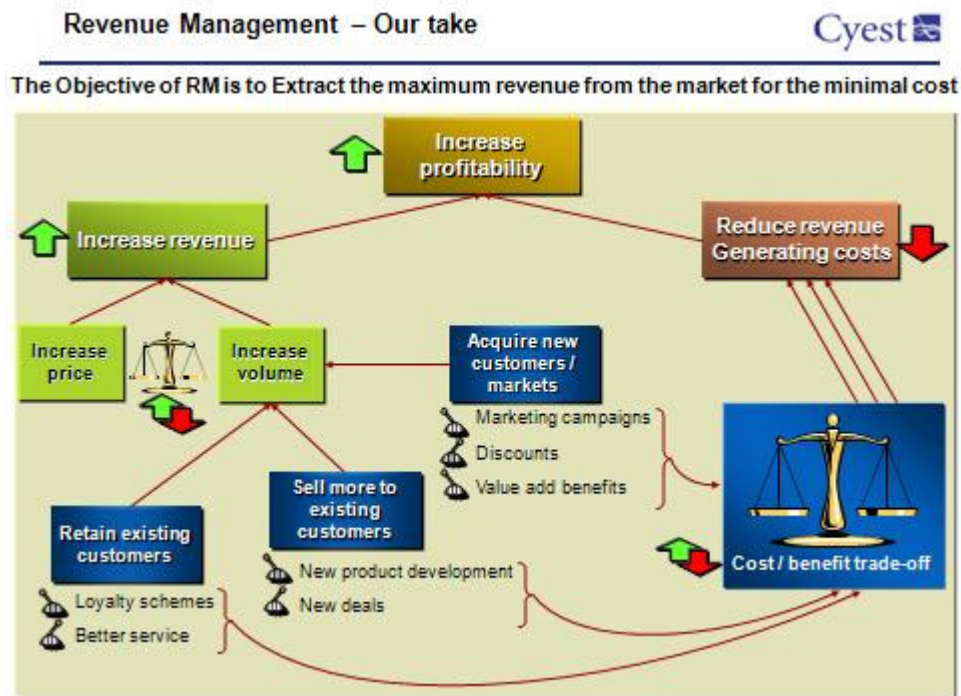 Revenue Management – Our take
Cyest
The Objective of RM is to Extract the maximum revenue from the market for the minimal cost
Increase
profitability
Increase revenue
Reduce revenue
Generating costs
Increase
price
Increase
volume
Acquire new
customers /
markets
Marketing campaigns
Discounts
Value add benefits
Sell more to
existing
customers
Retain existing
customers
Cost / benefit trade-off
New product development
New deals
Loyalty schemes
Better service